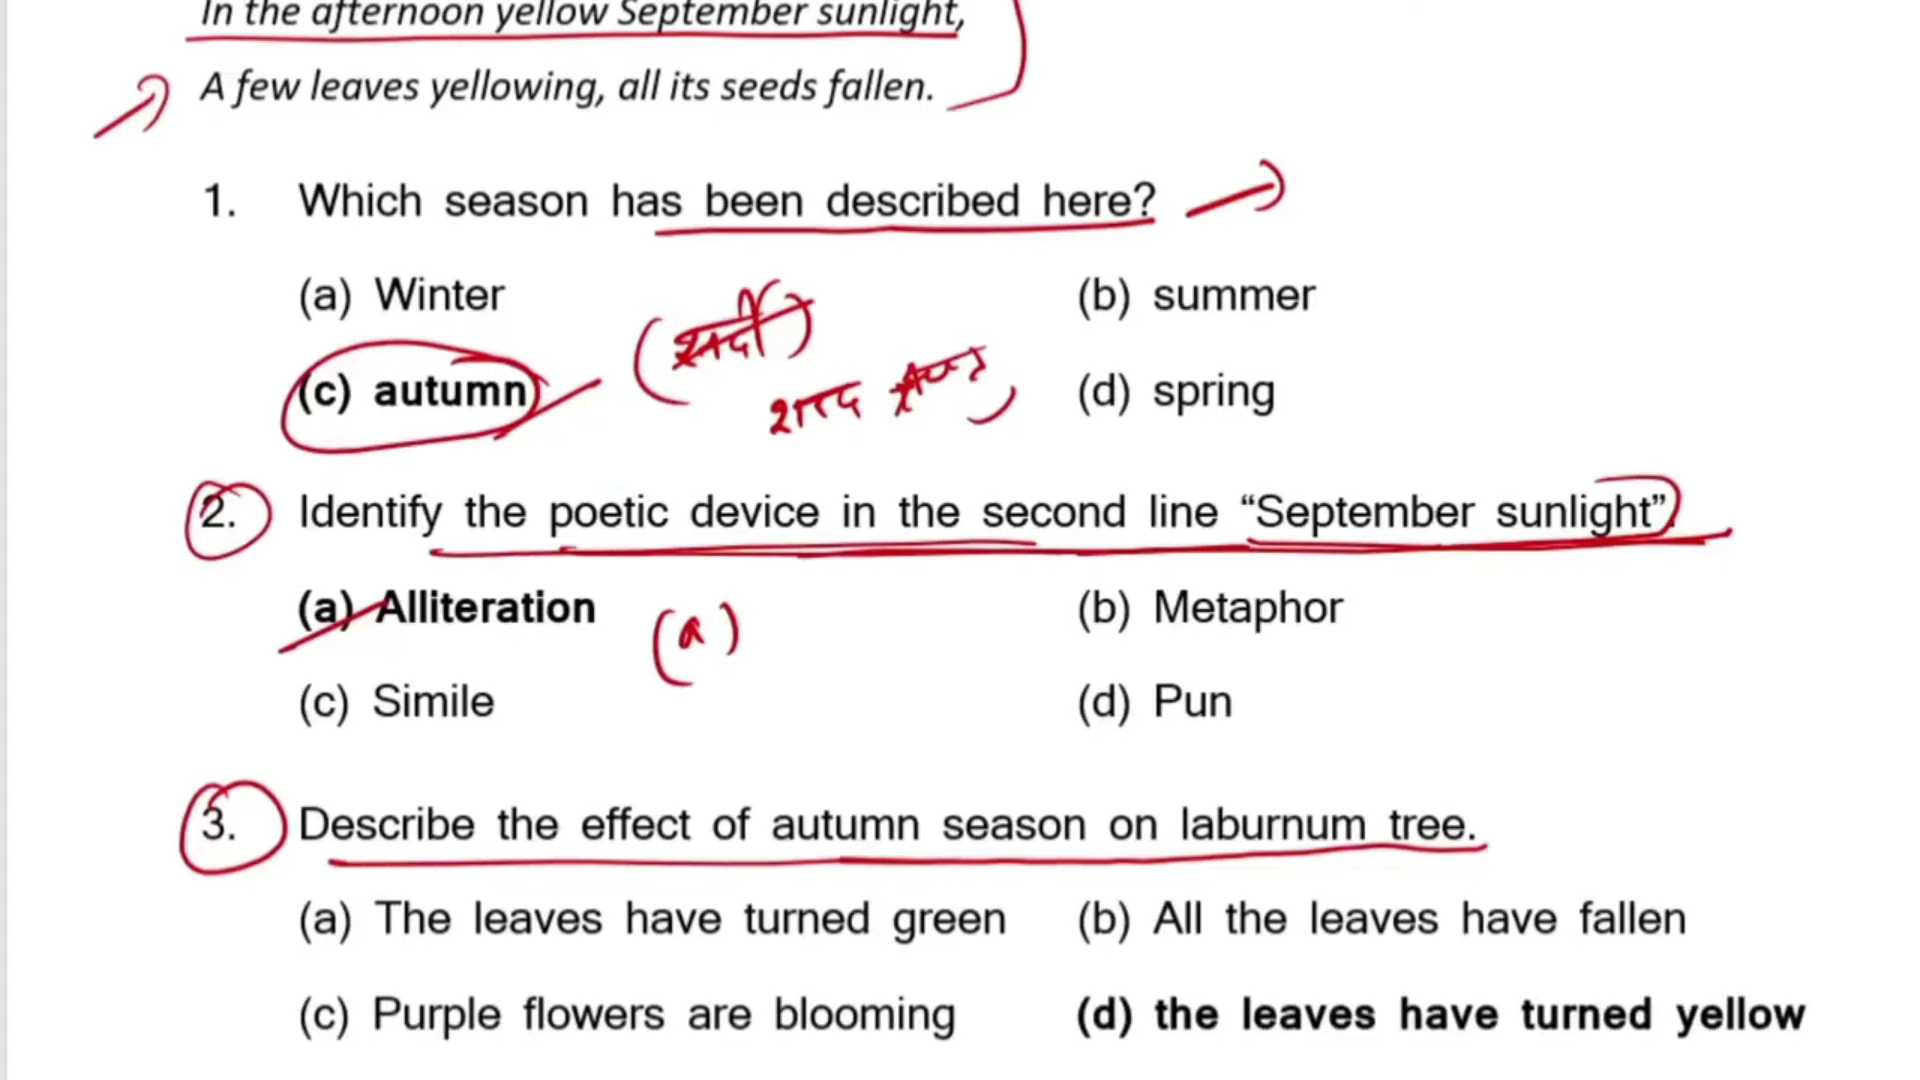 In the afternoon yellow September sunlight,
A few leaves yellowing, all its seeds fallen.
1. Which season has been described here?
(a) Winter (b) summer
(c) autumn (d) spring
2. Identify the poetic device in the second line “September sunlight”.
(a) Alliteration (a) (b) Metaphor
(c) Simile (d) Pun
3. Describe the effect of autumn season on laburnum tree.
(a) The leaves have turned green (b) All the leaves have fallen
(c) Purple flowers are blooming (d) the leaves have turned yellow